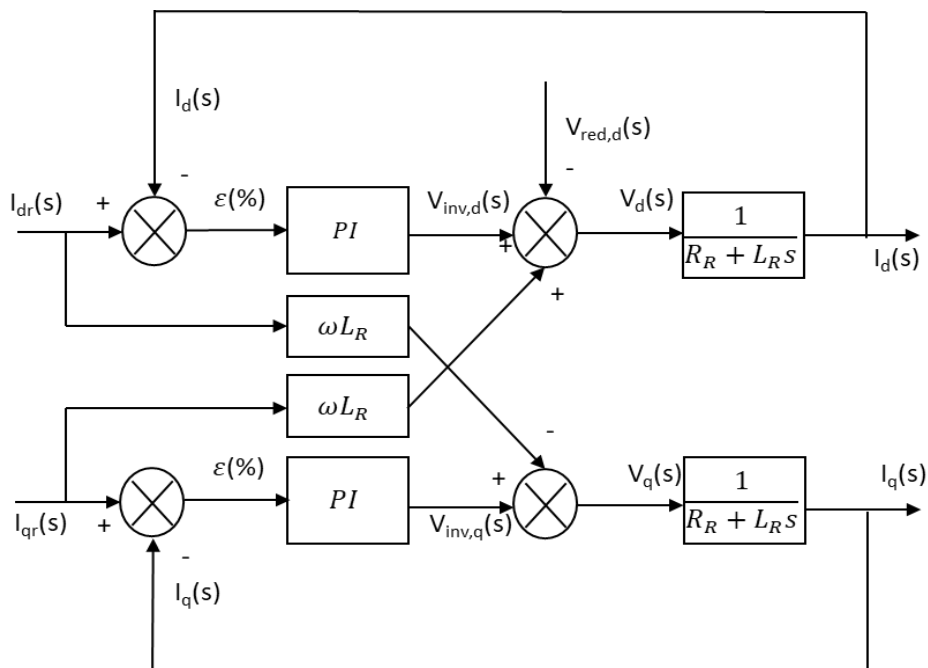 I_d(s)
V_red,d(s)
-
-
I_dr(s)
+
ε(%)
PI
V_inv,d(s)
+
V_d(s)
1
R_R + L_R s
I_d(s)
+
ωL_R
ωL_R
-
I_qr(s)
+
ε(%)
PI
+
V_inv,q(s)
V_q(s)
1
R_R + L_R s
I_q(s)
-
I_q(s)